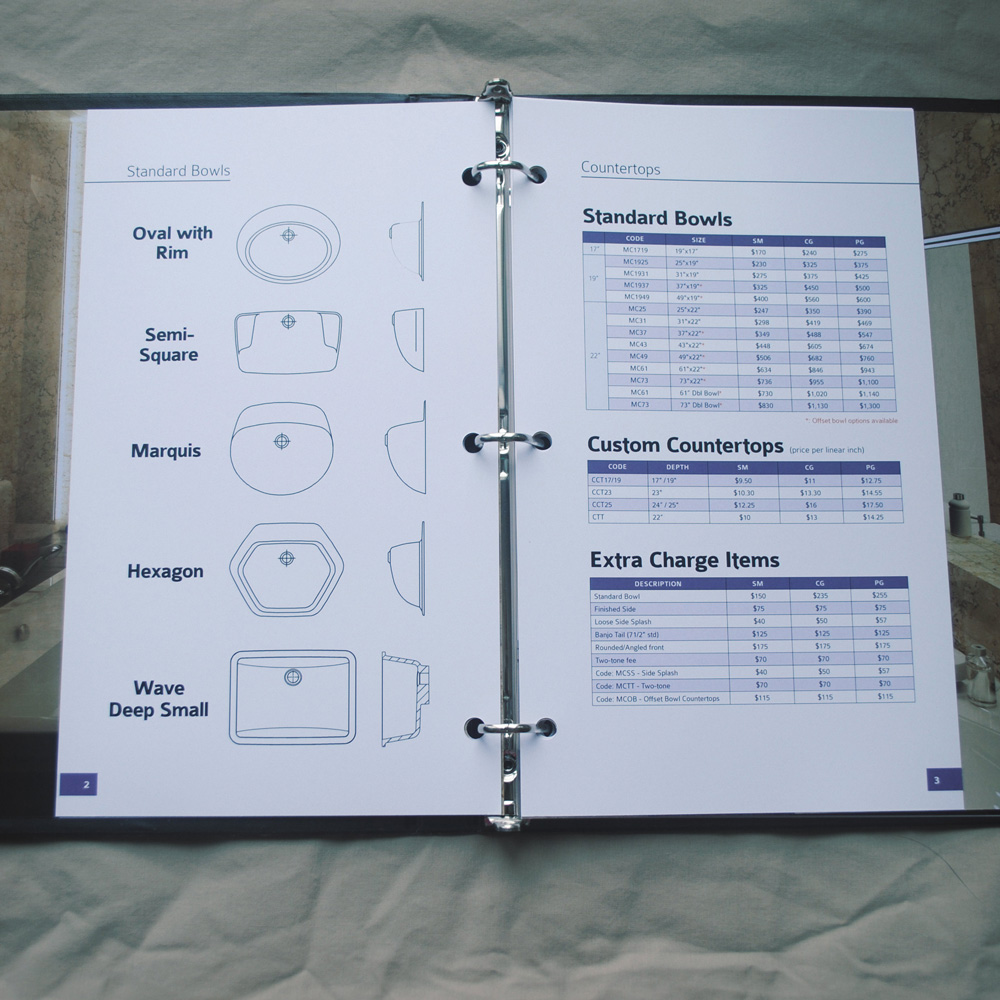 Standard Bowls
Oval with
Rim
Semi-
Square
Marquis
Hexagon
Wave
Deep Small
2
Countertops
Standard Bowls
CODE SIZE SM CG PG
17" MC1719 19"x17" $170 $240 $275
19" MC1925 25"x19" $230 $325 $375
MC1931 31"x19" $275 $375 $425
MC1937 37"x19"* $325 $450 $500
MC1949 49"x19"* $400 $560 $600
22" MC25 25"x22" $247 $350 $390
MC31 31"x22" $298 $419 $469
MC37 37"x22"* $349 $488 $547
MC43 43"x22"* $448 $605 $674
MC49 49"x22"* $506 $682 $760
MC61 61"x22"* $634 $846 $943
MC73 73"x22"* $736 $955 $1,100
MC61 61" Dbl Bowl* $730 $1,020 $1,140
MC73 73" Dbl Bowl* $830 $1,130 $1,300
*: Offset bowl options available
Custom Countertops (price per linear inch)
CODE DEPTH SM CG PG
CCT17/19 17" /19" $9.50 $11 $12.75
CCT23 23" $10.30 $13.30 $14.55
CCT25 24" / 25" $12.25 $16 $17.50
CTT 22" $10 $13 $14.25
Extra Charge Items
DESCRIPTION SM CG PG
Standard Bowl $150 $235 $255
Finished Side $75 $75 $75
Loose Side Splash $40 $50 $57
Banjo Tail (71/2" std) $125 $125 $125
Rounded/Angled front $175 $175 $175
Two-tone fee $70 $70 $70
Code: MCSS - Side Splash $40 $50 $57
Code: MCTT - Two-tone $70 $70 $70
Code: MCOB - Offset Bowl Countertops $115 $115 $115
3